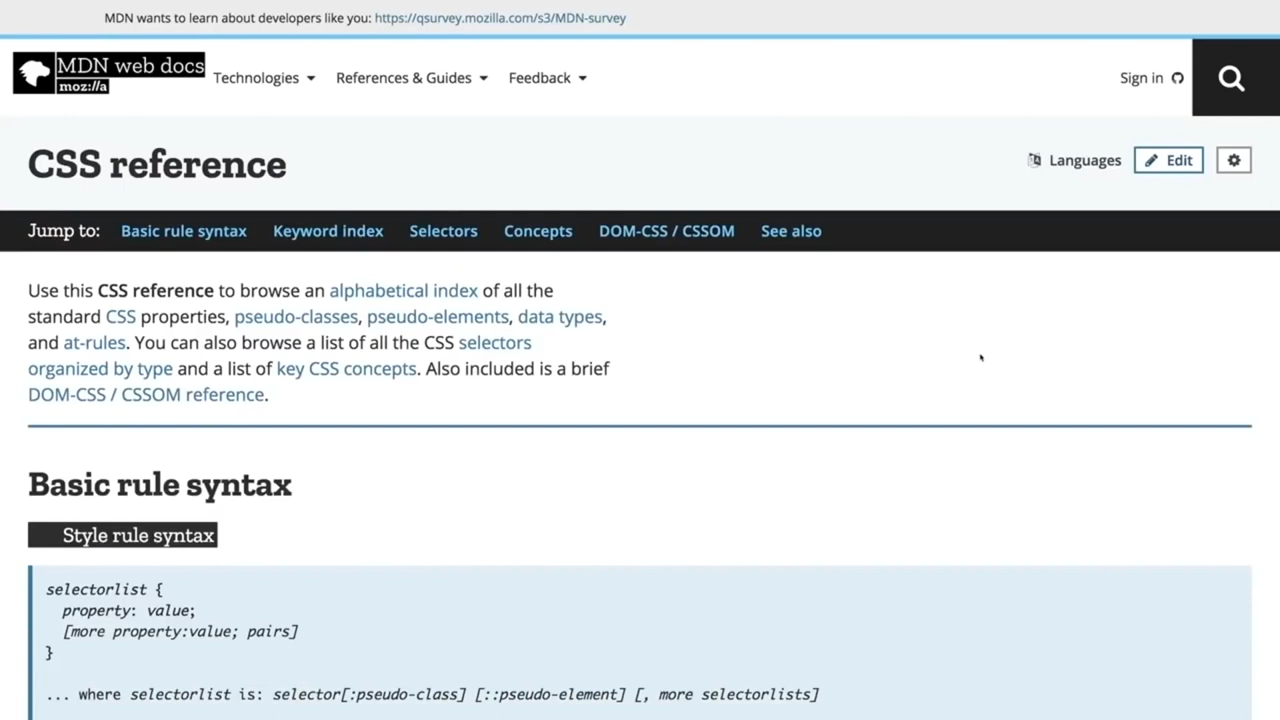 MDN wants to learn about developers like you: https://qsurvey.mozilla.com/s3/MDN-survey
MDN web docs
moz://a
Technologies References & Guides Feedback Sign in
CSS reference
Languages Edit
Jump to: Basic rule syntax Keyword index Selectors Concepts DOM-CSS / CSSOM See also
Use this CSS reference to browse an alphabetical index of all the
standard CSS properties, pseudo-classes, pseudo-elements, data types,
and at-rules. You can also browse a list of all the CSS selectors
organized by type and a list of key CSS concepts. Also included is a brief
DOM-CSS / CSSOM reference.
Basic rule syntax
Style rule syntax
selectorlist {
property: value;
[more property:value; pairs]
}
... where selectorlist is: selector[:pseudo-class] [::pseudo-element] [, more selectorlists]